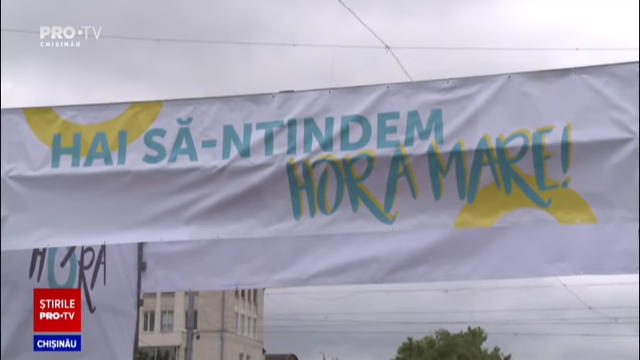 PRO•TV
CHIȘINĂU
HAI SĂ-NTINDEM
HORA MARE!
HORA
ȘTIRILE
PRO•TV
CHIȘINĂU